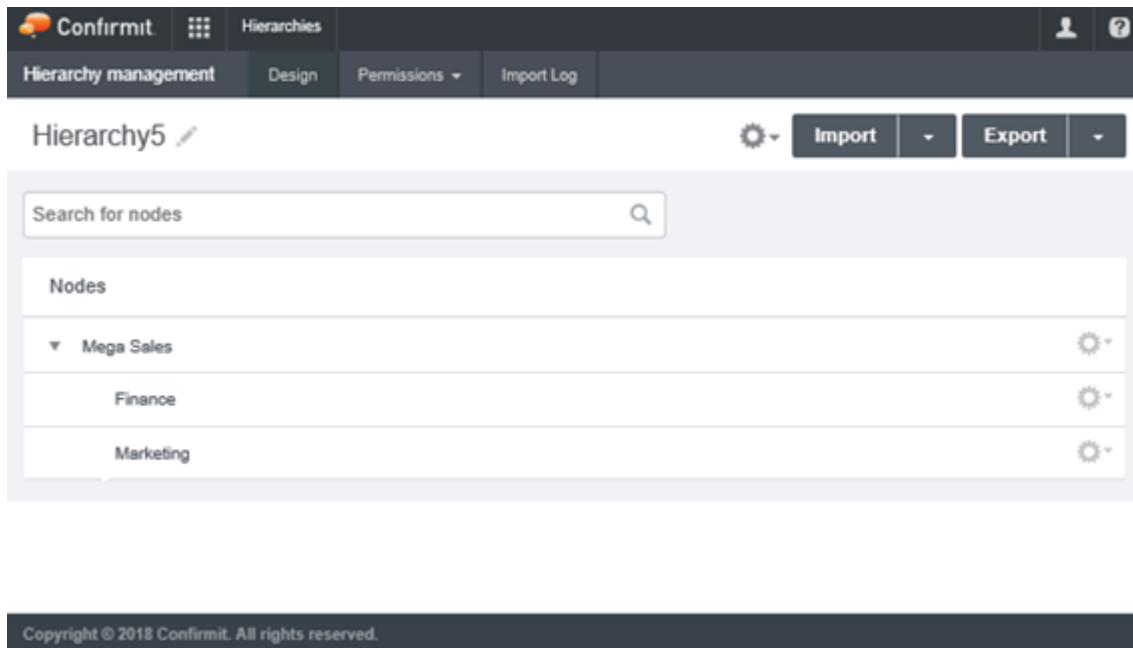 Confirmit. Hierarchies
Hierarchy management Design Permissions Import Log
Hierarchy5 Import Export
Search for nodes
Nodes
Mega Sales
Finance
Marketing
Copyright © 2018 Confirmit. All rights reserved.